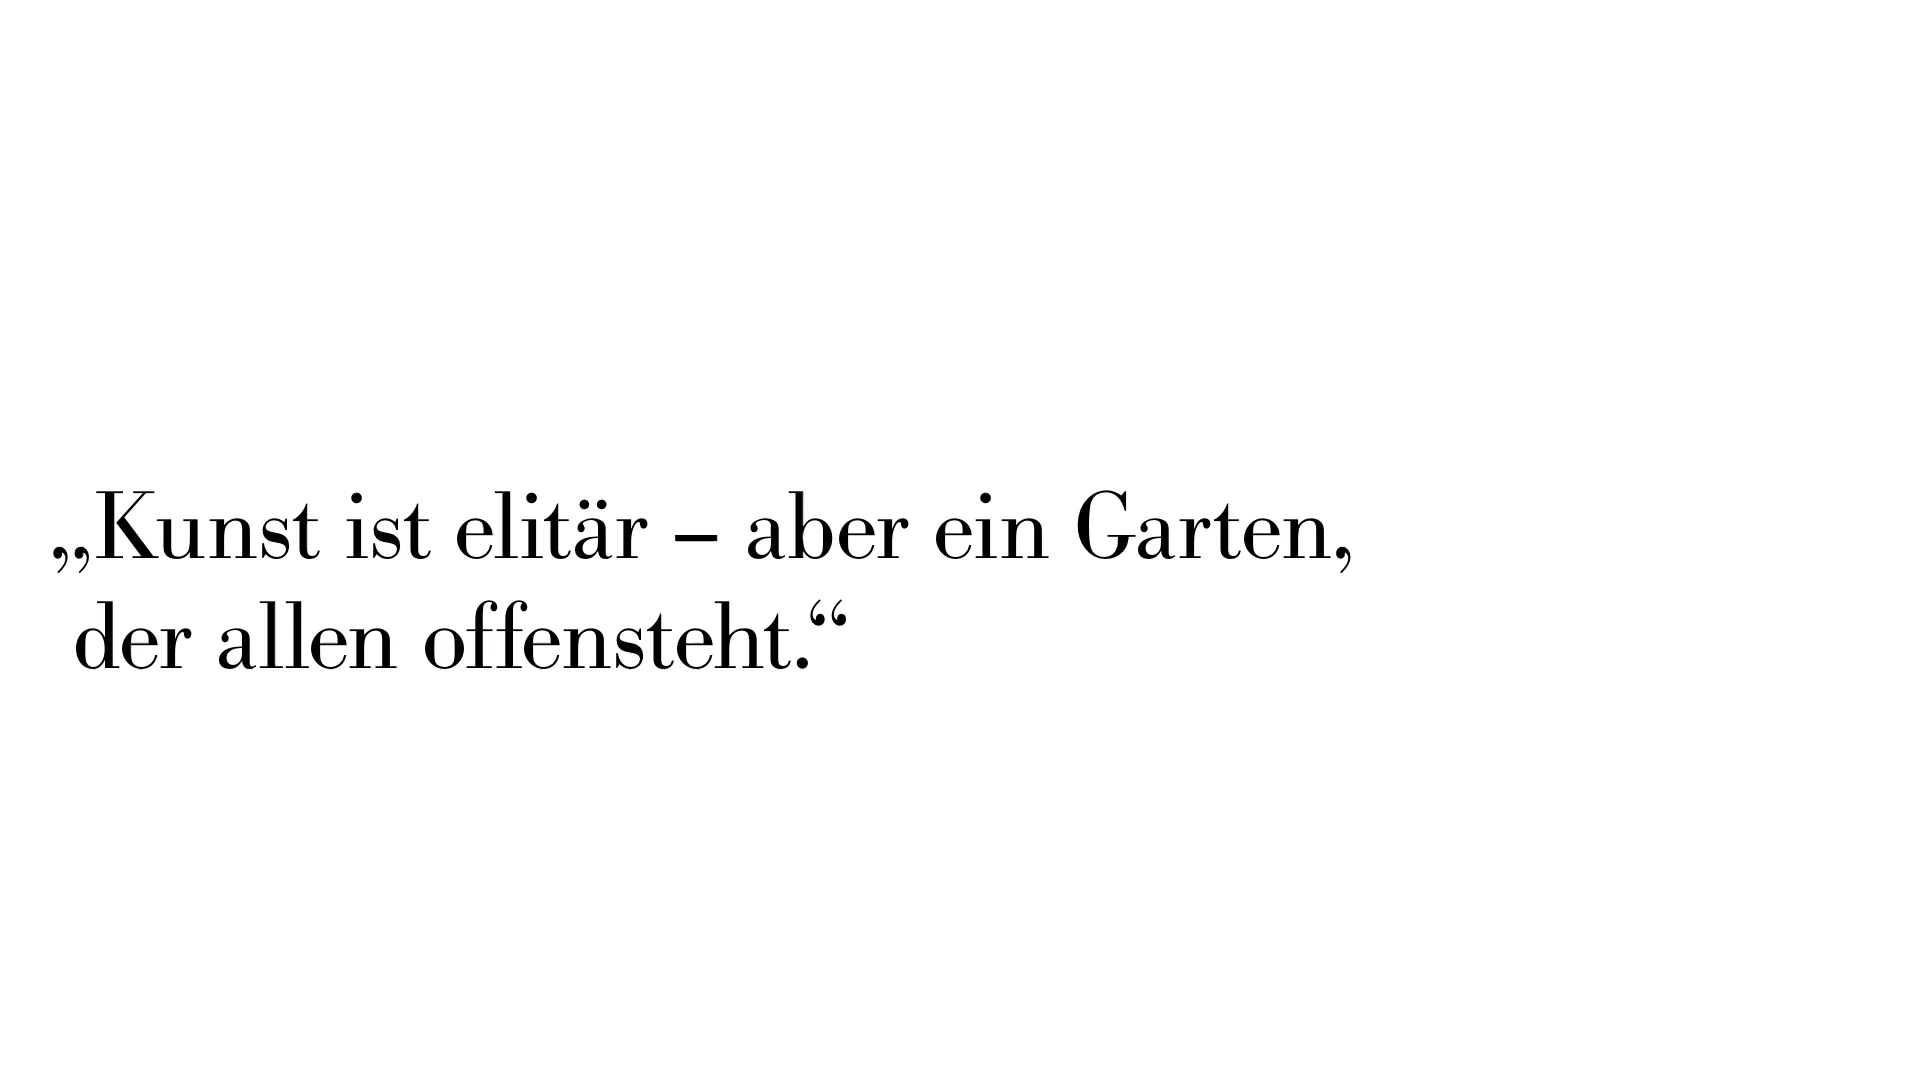 „Kunst ist elitär – aber ein Garten,
der allen offensteht.“